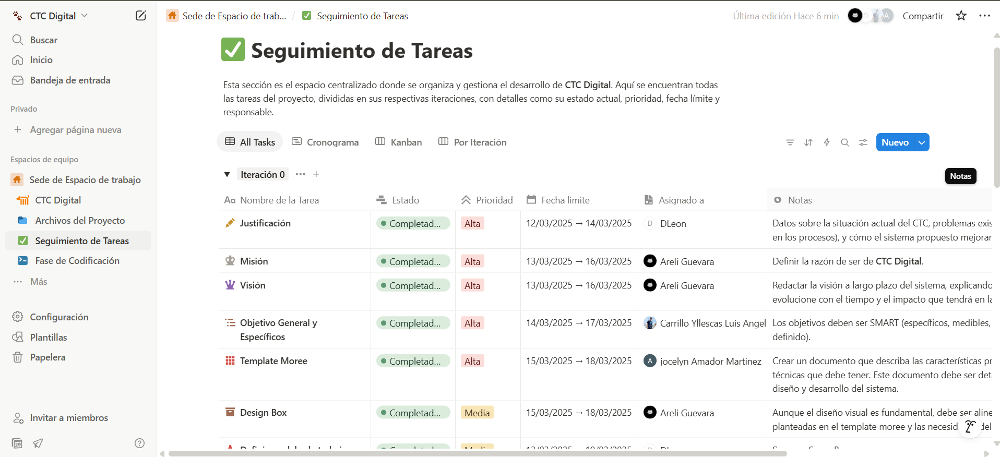 CTC Digital
Buscar
Inicio
Bandeja de entrada
Privado
Agregar página nueva
Espacios de equipo
Sede de Espacio de trabajo
CTC Digital
Archivos del Proyecto
Seguimiento de Tareas
Fase de Codificación
Más
Configuración
Plantillas
Papelera
Invitar a miembros
29
Sede de Espacio de trab... / Seguimiento de Tareas
Última edición Hace 6 min
D
A
Compartir
Seguimiento de Tareas
Esta sección es el espacio centralizado donde se organiza y gestiona el desarrollo de CTC Digital. Aquí se encuentran todas
las tareas del proyecto, divididas en sus respectivas iteraciones, con detalles como su estado actual, prioridad, fecha límite y
responsable.
All Tasks
Cronograma
Kanban
Por Iteración
Nuevo
Iteración 0
Notas
Aa Nombre de la Tarea
Estado
Prioridad
Fecha limite
Asignado a
Notas
Justificación
Completad...
Alta
12/03/2025 → 14/03/2025
D DLeon
Datos sobre la situación actual del CTC, problemas exis
en los procesos), y cómo el sistema propuesto mejorar
Misión
Completad...
Alta
13/03/2025 → 16/03/2025
Areli Guevara
Definir la razón de ser de CTC Digital.
Visión
Completad...
Alta
13/03/2025 → 16/03/2025
Areli Guevara
Redactar la visión a largo plazo del sistema, explicando
evolucione con el tiempo y el impacto que tendrá en la
Objetivo General y
Específicos
Completad...
Alta
14/03/2025 → 17/03/2025
Carrillo Yllescas Luis Angel
Los objetivos deben ser SMART (específicos, medibles,
definido).
Template Moree
Completad...
Alta
15/03/2025 → 18/03/2025
A jocelyn Amador Martinez
Crear un documento que describa las características pr
técnicas que debe tener. Este documento debe ser det
diseño y desarrollo del sistema.
Design Box
Completad...
Media
15/03/2025 → 18/03/2025
Areli Guevara
Aunque el diseño visual es fundamental, debe ser aline
planteadas en el template moree y las necesid del